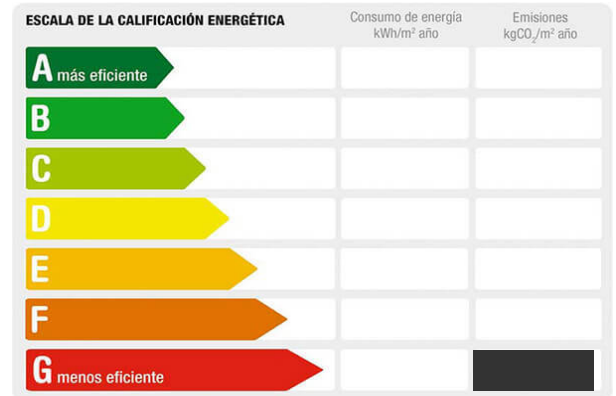 ESCALA DE LA CALIFICACIÓN ENERGÉTICA
Consumo de energía
kWh/m² año
Emisiones
kgCO₂/m² año
A más eficiente
B
C
D
E
F
G menos eficiente